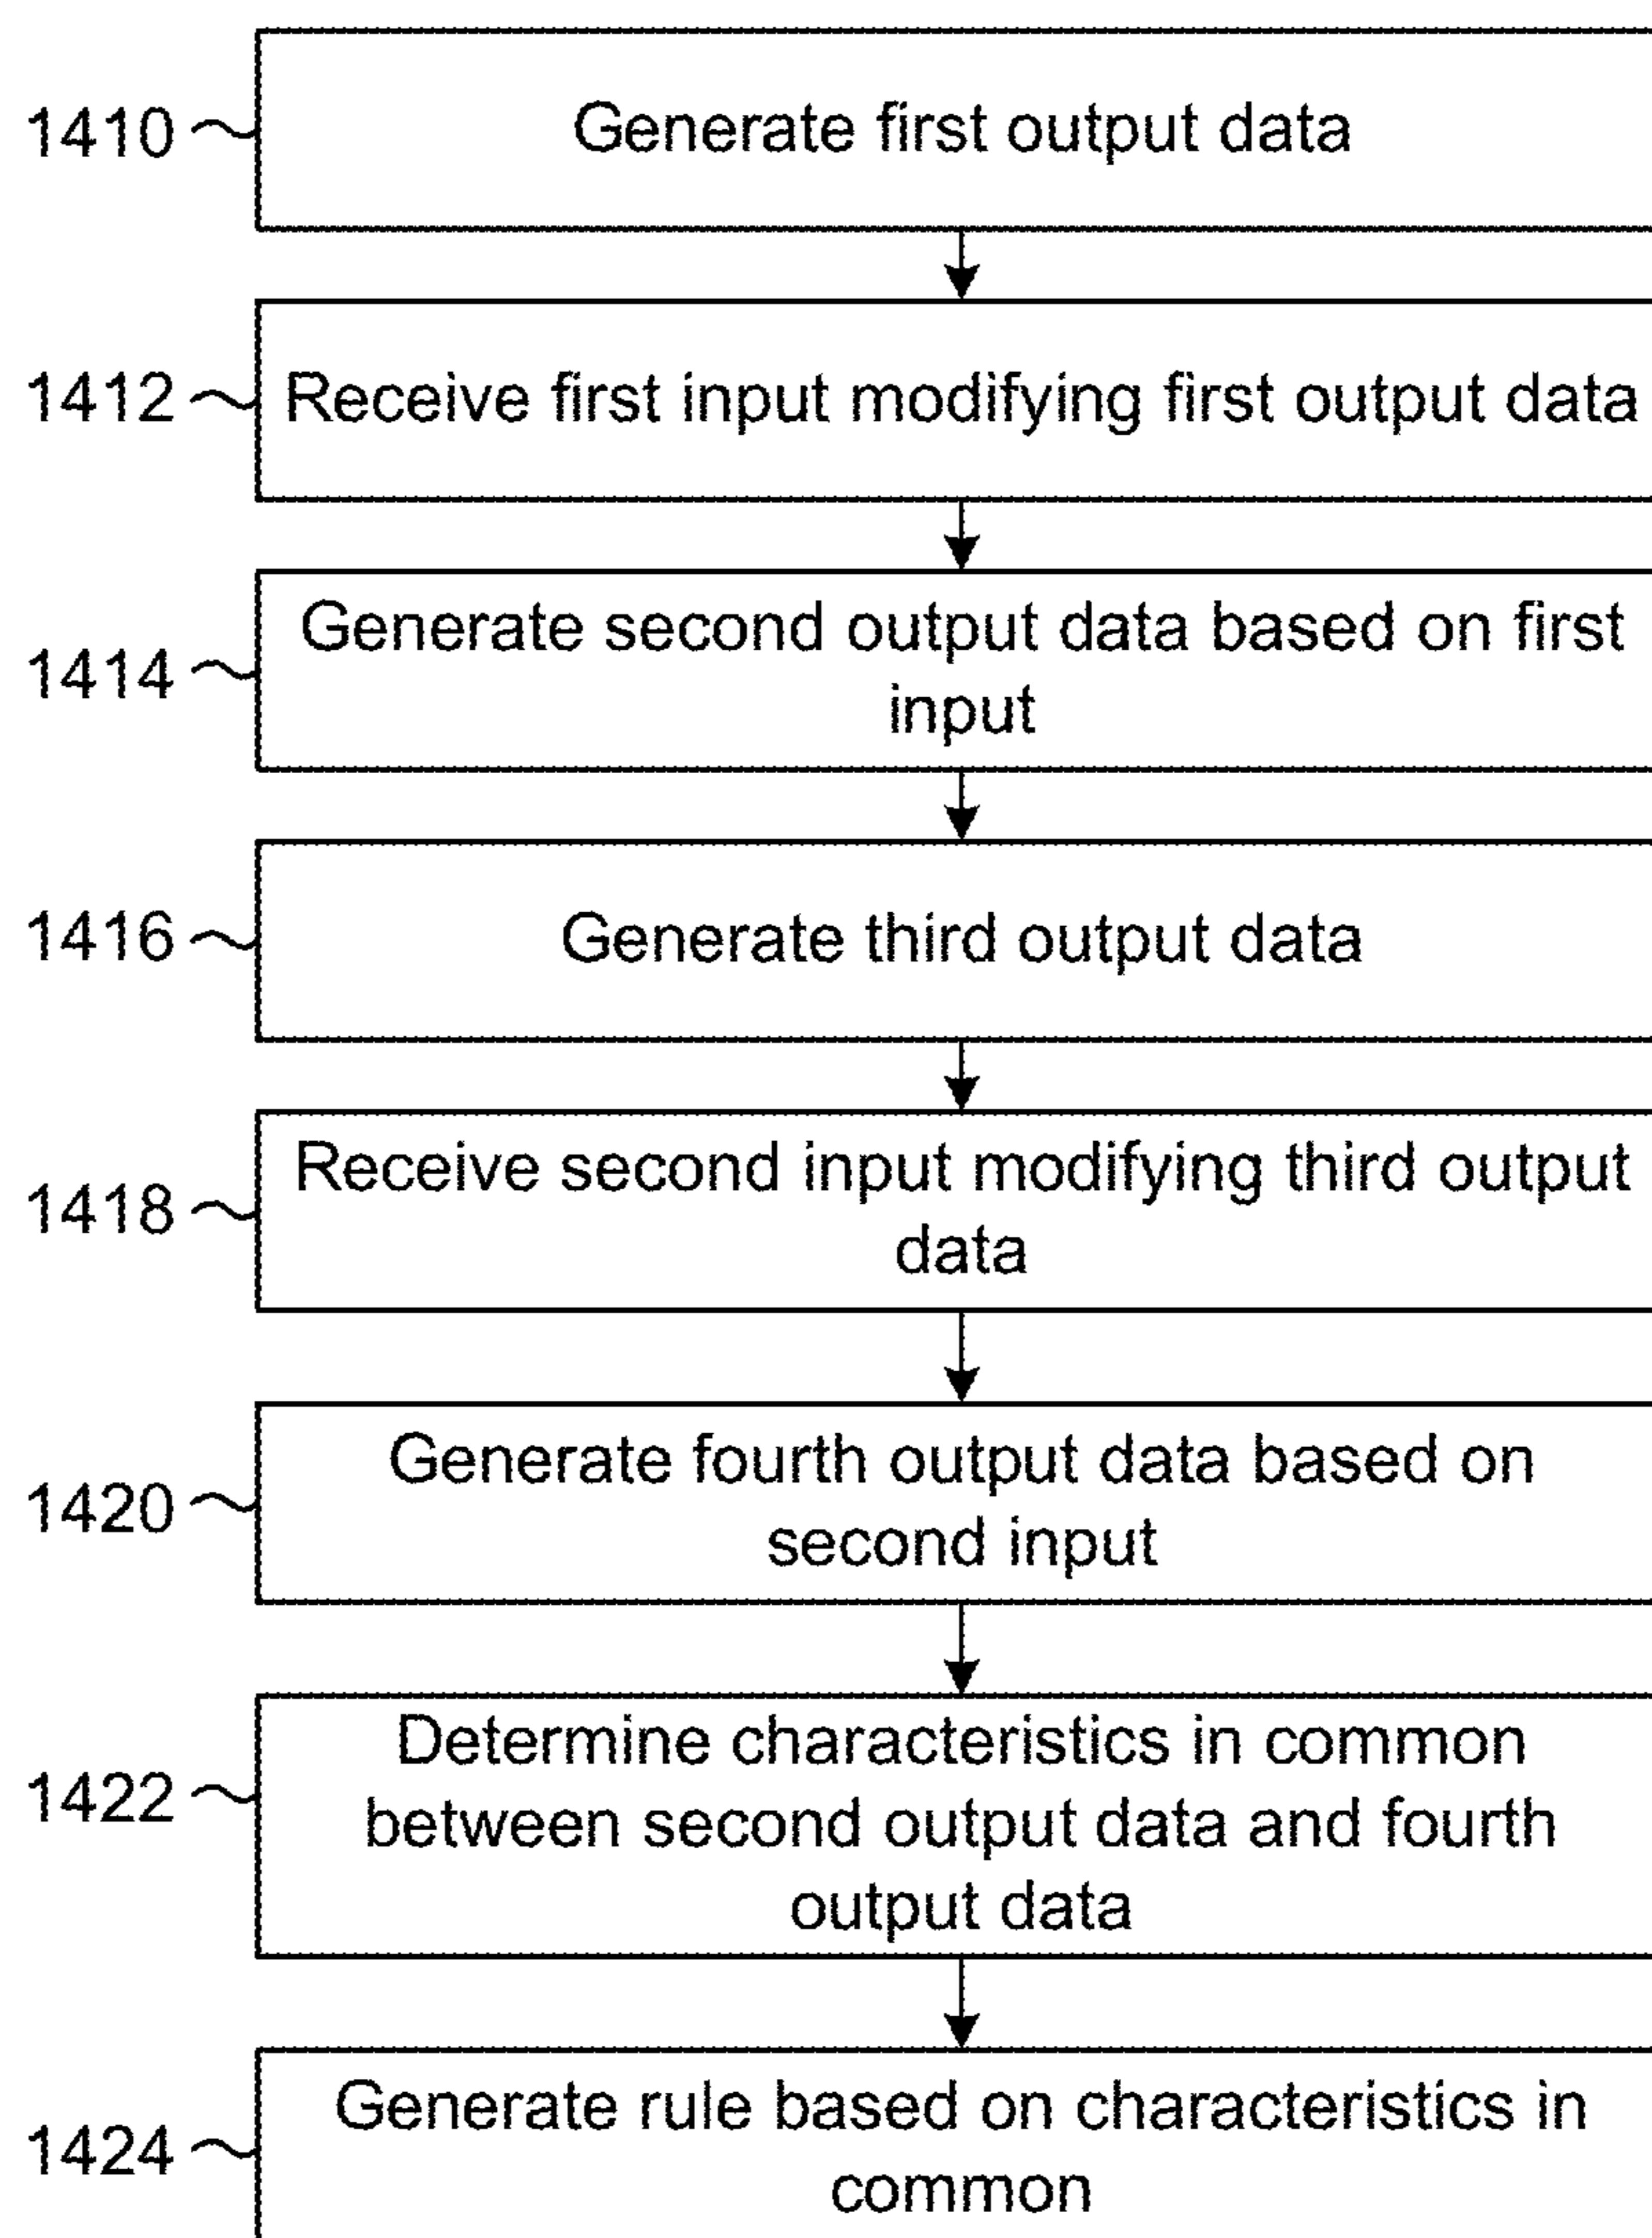 1410
Generate first output data
1412
Receive first input modifying first output data
1414
Generate second output data based on first
input
1416
Generate third output data
1418
Receive second input modifying third output
data
1420
Generate fourth output data based on
second input
1422
Determine characteristics in common
between second output data and fourth
output data
1424
Generate rule based on characteristics in
common